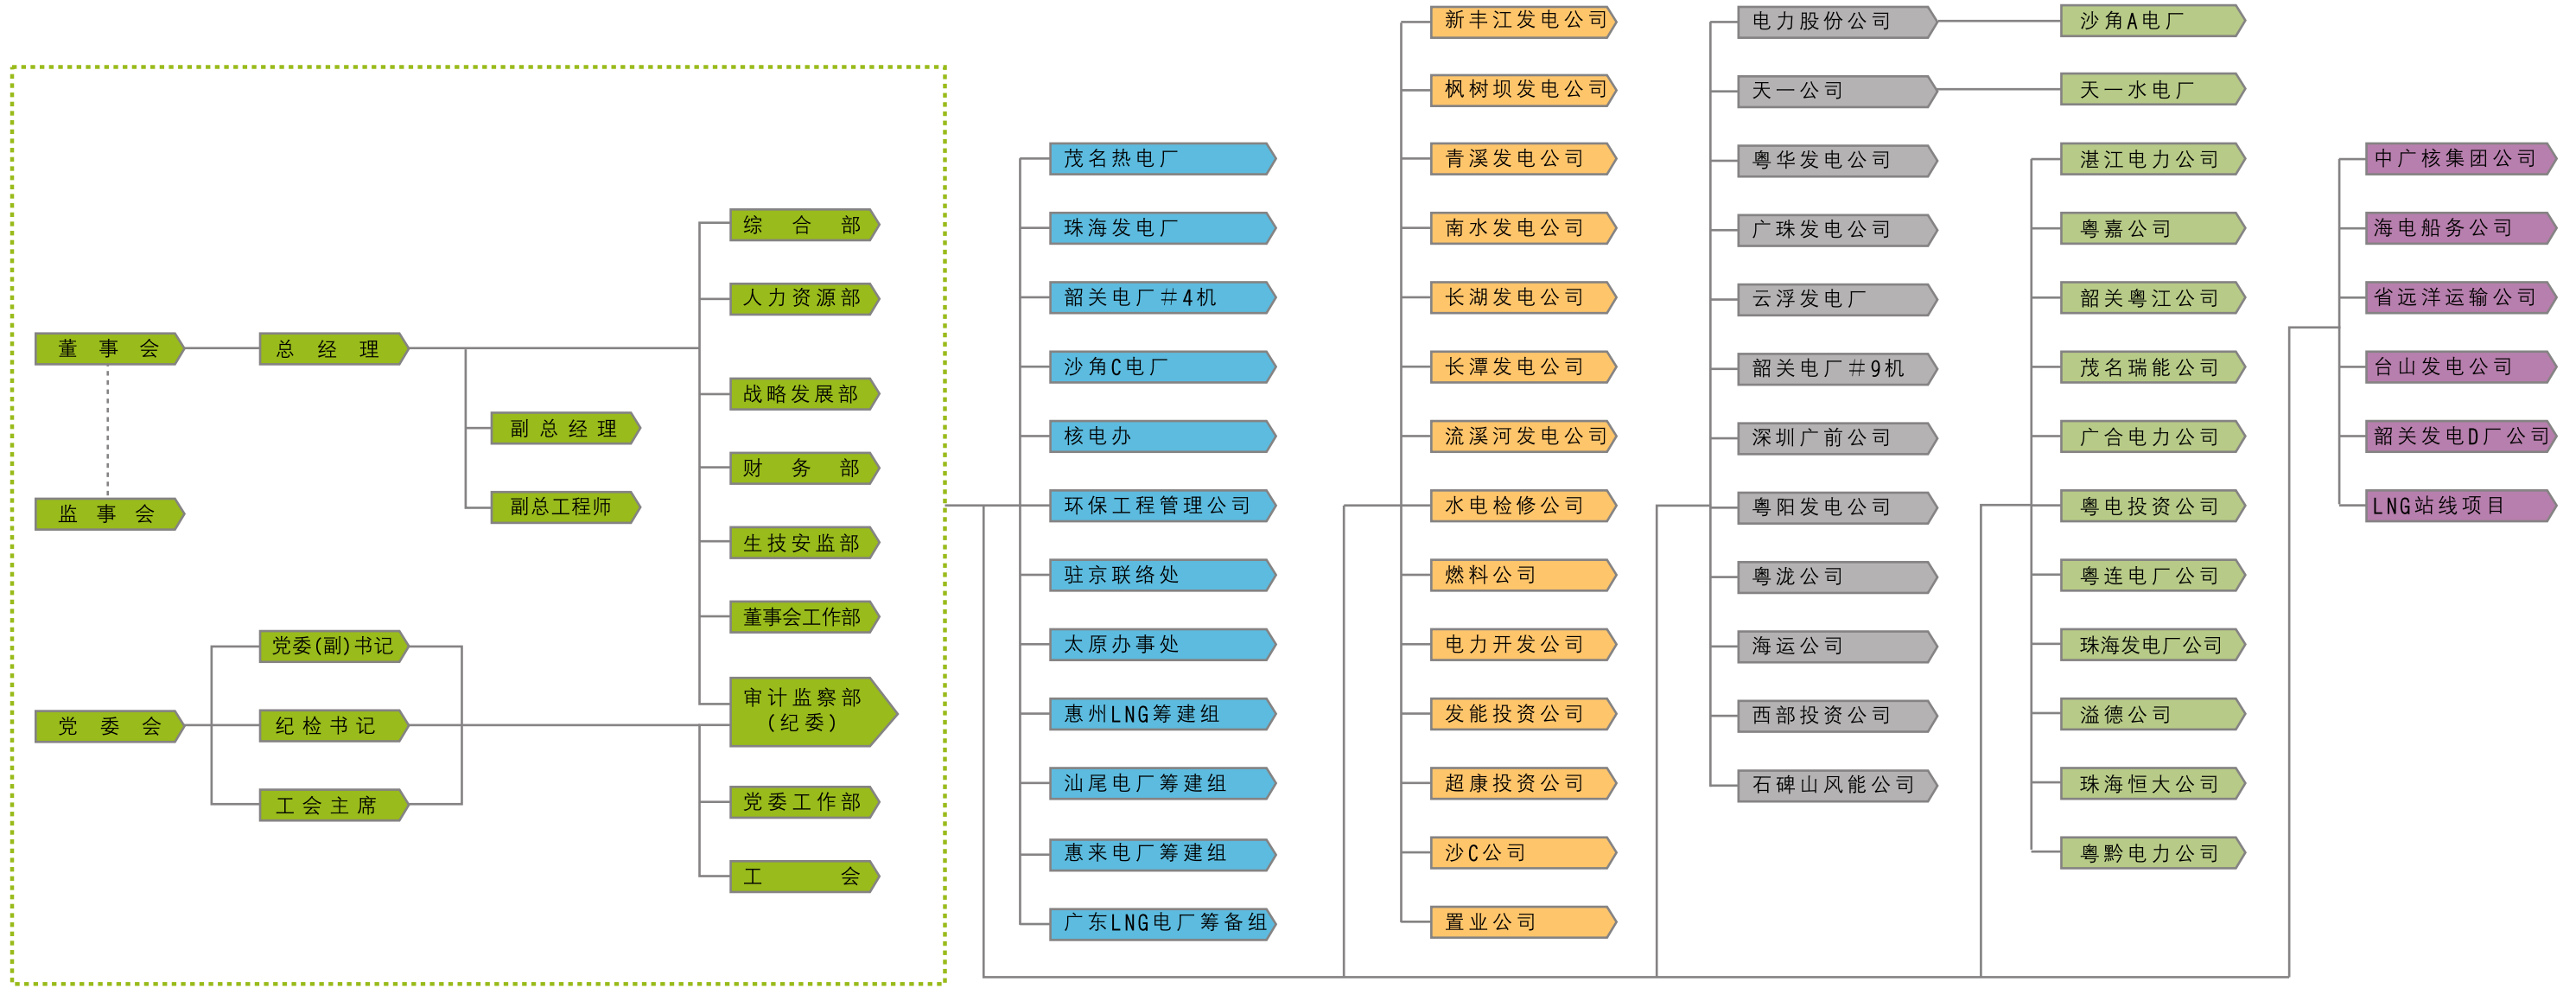 董事会
总经理
副总经理
副总工程师
监事会
党委会
党委(副)书记
纪检书记
工会主席
综合部
人力资源部
战略发展部
财务部
生技安监部
董事会工作部
审计监察部
(纪委)
党委工作部
工会
茂名热电厂
珠海发电厂
韶关电厂#4机
沙角C电厂
核电办
环保工程管理公司
驻京联络处
太原办事处
惠州LNG筹建组
汕尾电厂筹建组
惠来电厂筹建组
广东LNG电厂筹备组
新丰江发电公司
枫树坝发电公司
青溪发电公司
南水发电公司
长湖发电公司
长潭发电公司
流溪河发电公司
水电检修公司
燃料公司
电力开发公司
发能投资公司
超康投资公司
沙C公司
置业公司
电力股份公司
天一公司
粤华发电公司
广珠发电公司
云浮发电厂
韶关电厂#9机
深圳广前公司
粤阳发电公司
粤泷公司
海运公司
西部投资公司
石碑山风能公司
沙角A电厂
天一水电厂
湛江电力公司
粤嘉公司
韶关粤江公司
茂名瑞能公司
广合电力公司
粤电投资公司
粤连电厂公司
珠海发电厂公司
溢德公司
珠海恒大公司
粤黔电力公司
中广核集团公司
海电船务公司
省远洋运输公司
台山发电公司
韶关发电D厂公司
LNG站线项目